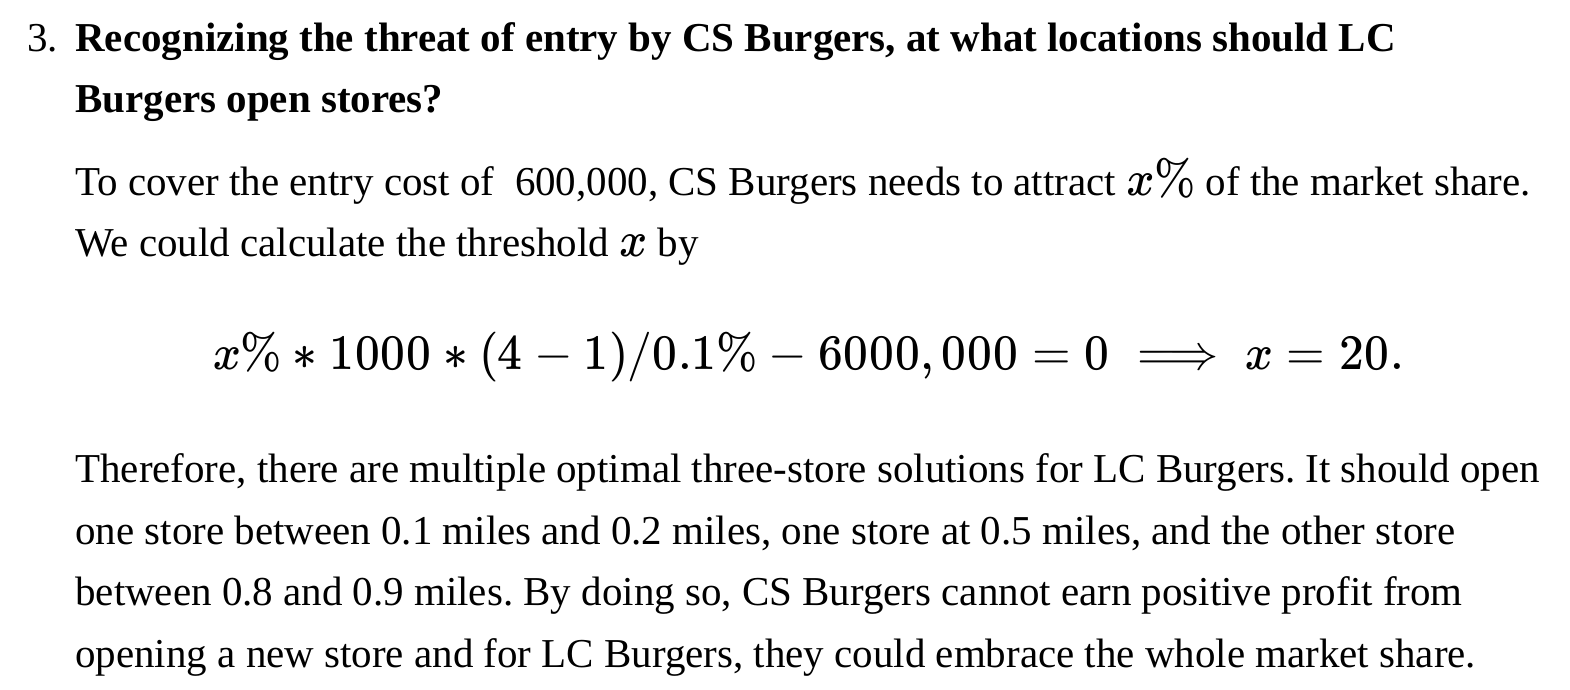 3. Recognizing the threat of entry by CS Burgers, at what locations should LC
Burgers open stores?
To cover the entry cost of 600,000, CS Burgers needs to attract x% of the market share.
We could calculate the threshold x by
x% * 1000 * (4 − 1)/0.1% − 6000, 000 = 0 ⟹ x = 20.
Therefore, there are multiple optimal three-store solutions for LC Burgers. It should open
one store between 0.1 miles and 0.2 miles, one store at 0.5 miles, and the other store
between 0.8 and 0.9 miles. By doing so, CS Burgers cannot earn positive profit from
opening a new store and for LC Burgers, they could embrace the whole market share.